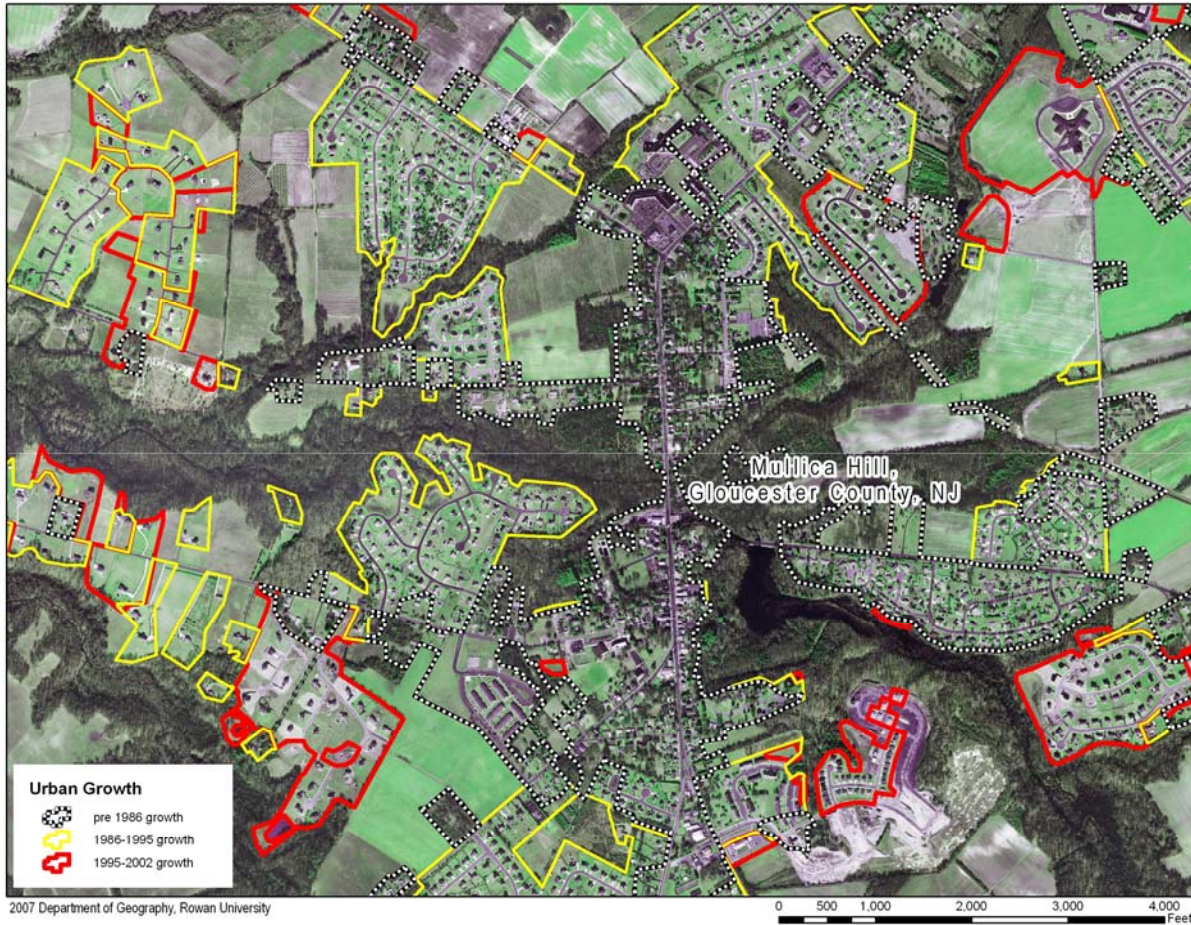 Mullica Hill,
Gloucester County, NJ
Urban Growth
pre 1986 growth
1986-1995 growth
1995-2002 growth
2007 Department of Geography, Rowan University
0 500 1,000 2,000 3,000 4,000
Feet